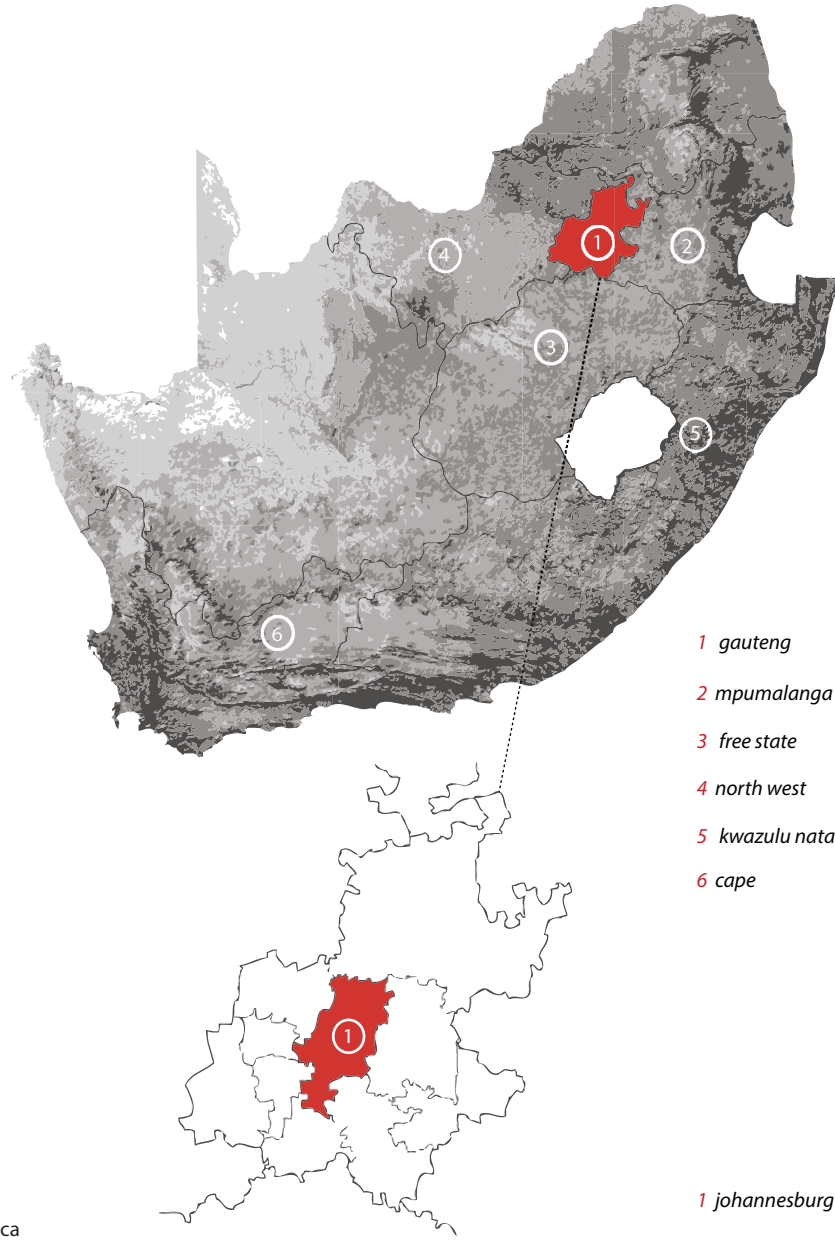 1
2
4
3
5
6
1 gauteng
2 mpumalanga
3 free state
4 north west
5 kwazulu nata
6 cape
1
1 johannesburg
ca